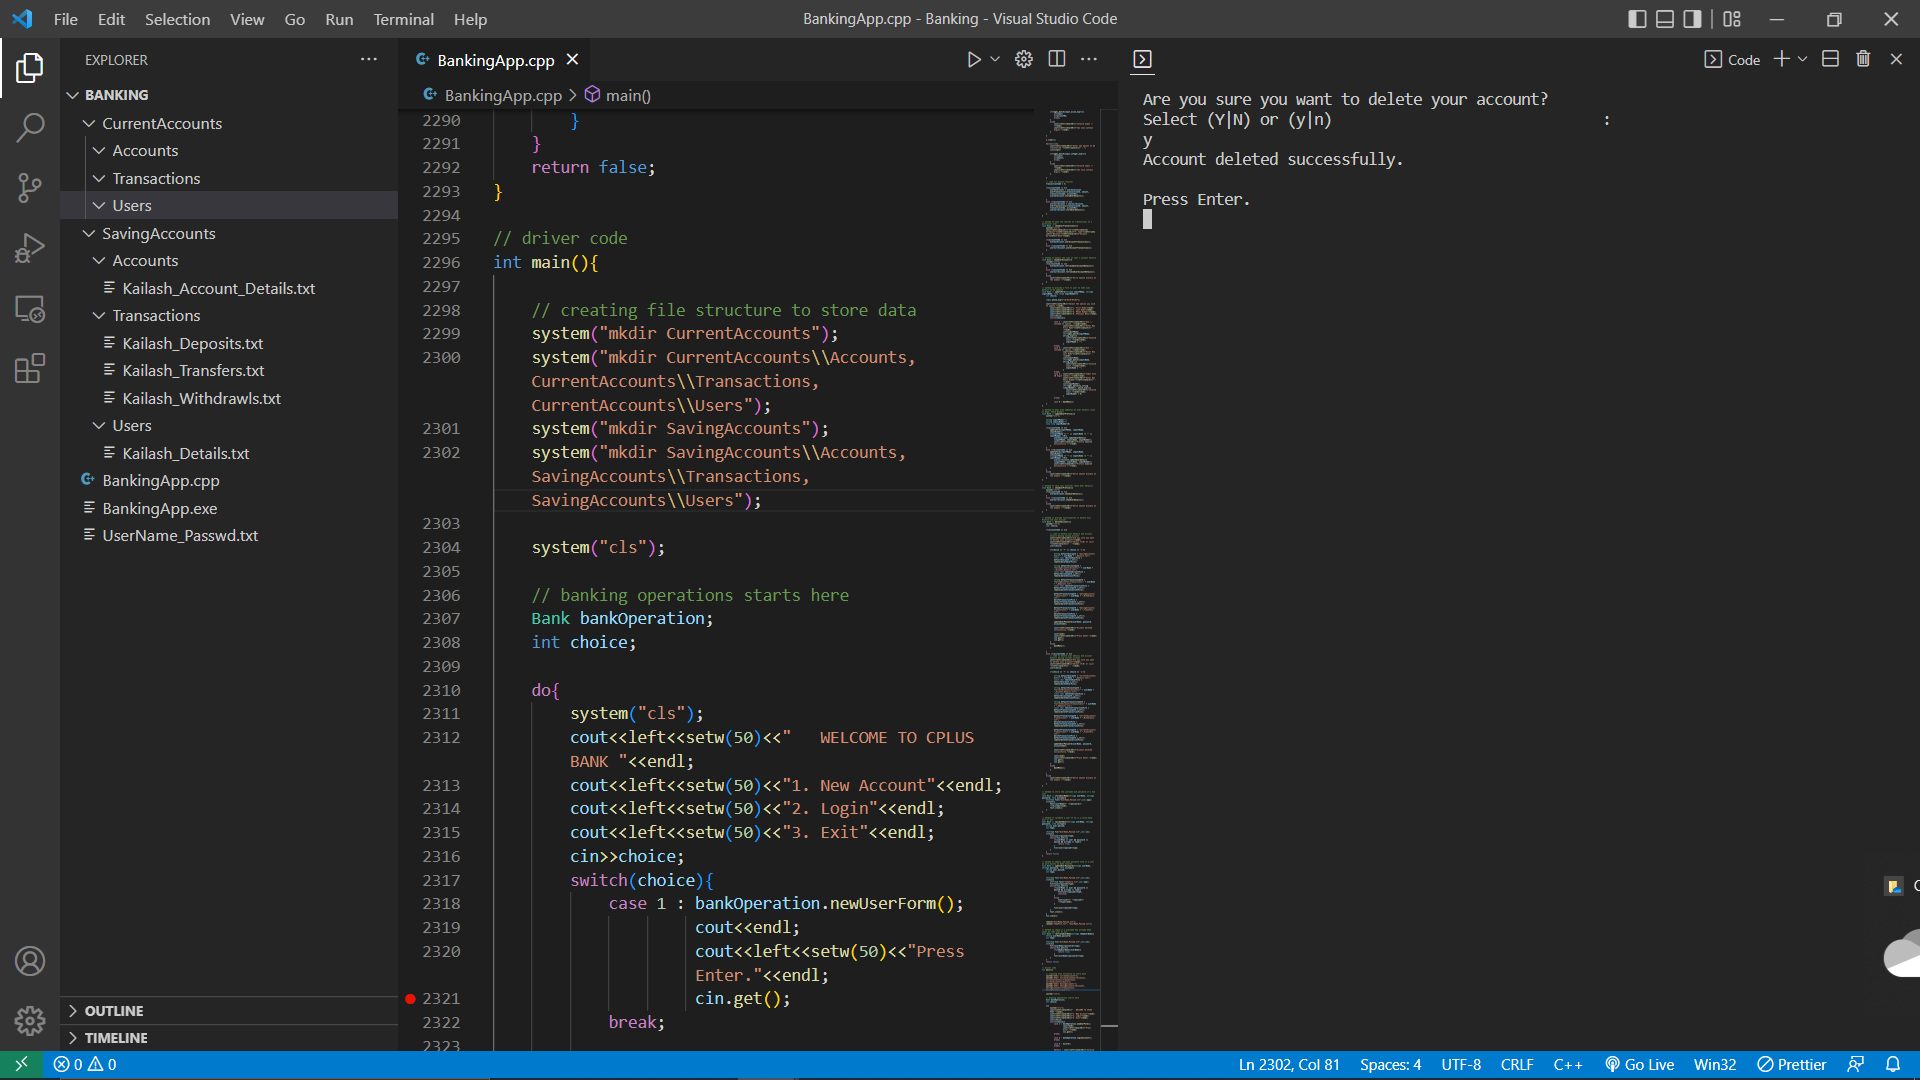 File Edit Selection View Go Run Terminal Help
BankingApp.cpp - Banking - Visual Studio Code
EXPLORER
BANKING
CurrentAccounts
Accounts
Transactions
Users
SavingAccounts
Accounts
Kailash_Account_Details.txt
Transactions
Kailash_Deposits.txt
Kailash_Transfers.txt
Kailash_Withdrawls.txt
Users
Kailash_Details.txt
BankingApp.cpp
BankingApp.exe
UserName_Passwd.txt
OUTLINE
TIMELINE
BankingApp.cpp
BankingApp.cpp > main()
2290 }
2291 }
2292 return false;
2293 }
2294
2295 // driver code
2296 int main(){
2297
2298 // creating file structure to store data
2299 system("mkdir CurrentAccounts");
2300 system("mkdir CurrentAccounts\\Accounts,
CurrentAccounts\\Transactions,
CurrentAccounts\\Users");
2301 system("mkdir SavingAccounts");
2302 system("mkdir SavingAccounts\\Accounts,
SavingAccounts\\Transactions,
SavingAccounts\\Users");
2303
2304 system("cls");
2305
2306 // banking operations starts here
2307 Bank bankOperation;
2308 int choice;
2309
2310 do{
2311 system("cls");
2312 cout<<left<<setw(50)<<"   WELCOME TO CPLUS
BANK "<<endl;
2313 cout<<left<<setw(50)<<"1. New Account"<<endl;
2314 cout<<left<<setw(50)<<"2. Login"<<endl;
2315 cout<<left<<setw(50)<<"3. Exit"<<endl;
2316 cin>>choice;
2317 switch(choice){
2318 case 1 : bankOperation.newUserForm();
2319 cout<<endl;
2320 cout<<left<<setw(50)<<"Press
Enter."<<endl;
2321 cin.get();
2322 break;
2323
Code
Are you sure you want to delete your account?
Select (Y|N) or (y|n) :
y
Account deleted successfully.
Press Enter.
0 0
Ln 2302, Col 81 Spaces: 4 UTF-8 CRLF C++ Go Live Win32 Prettier